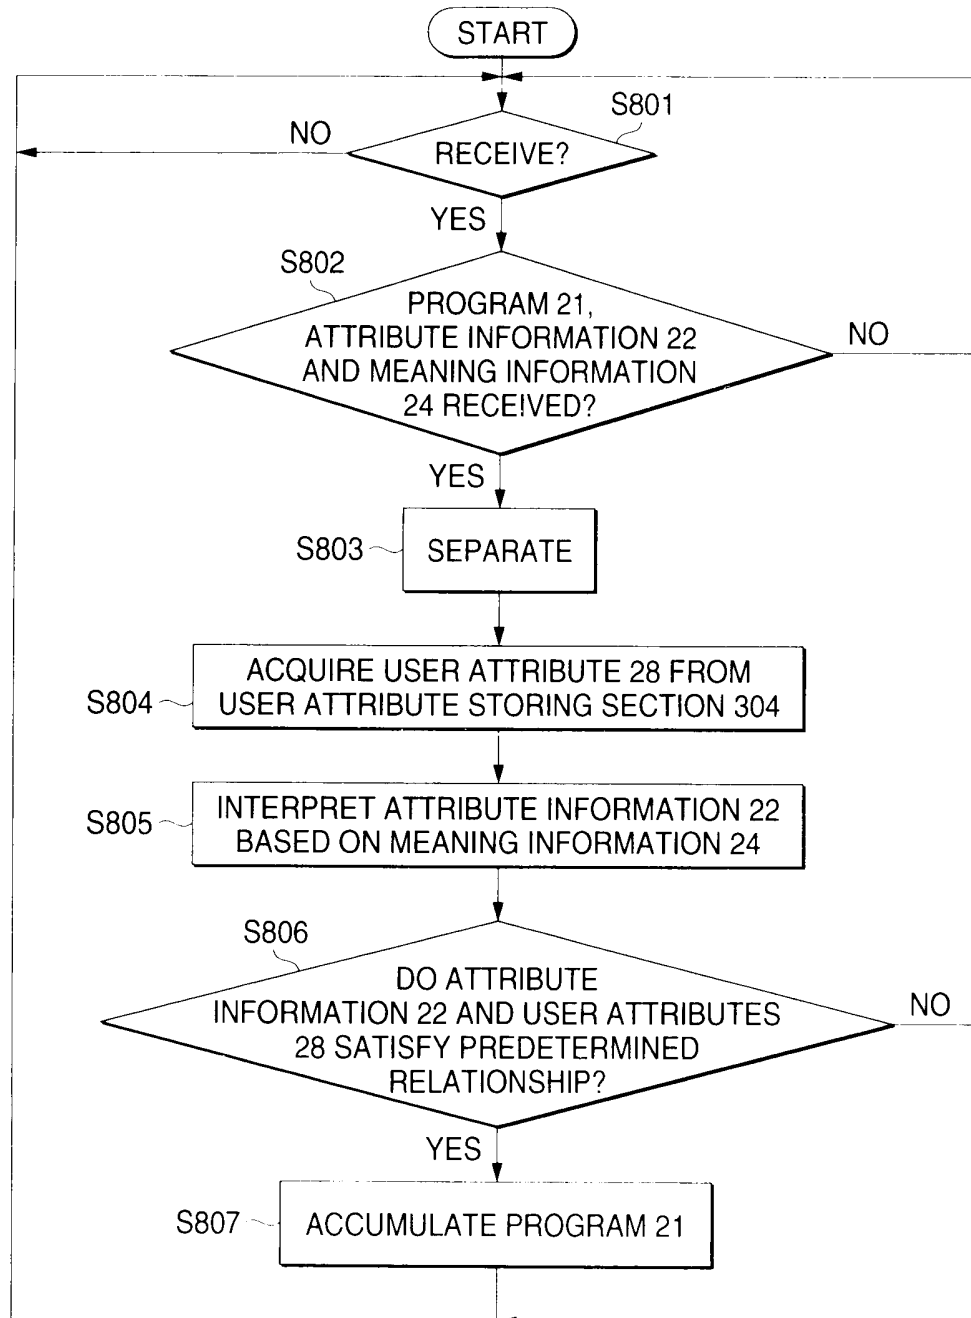 START
S801
NO
RECEIVE?
YES
S802
PROGRAM 21,
ATTRIBUTE INFORMATION 22
AND MEANING INFORMATION
24 RECEIVED?
NO
YES
S803
SEPARATE
S804
ACQUIRE USER ATTRIBUTE 28 FROM
USER ATTRIBUTE STORING SECTION 304
S805
INTERPRET ATTRIBUTE INFORMATION 22
BASED ON MEANING INFORMATION 24
S806
DO ATTRIBUTE
INFORMATION 22 AND USER ATTRIBUTES
28 SATISFY PREDETERMINED
RELATIONSHIP?
NO
YES
S807
ACCUMULATE PROGRAM 21